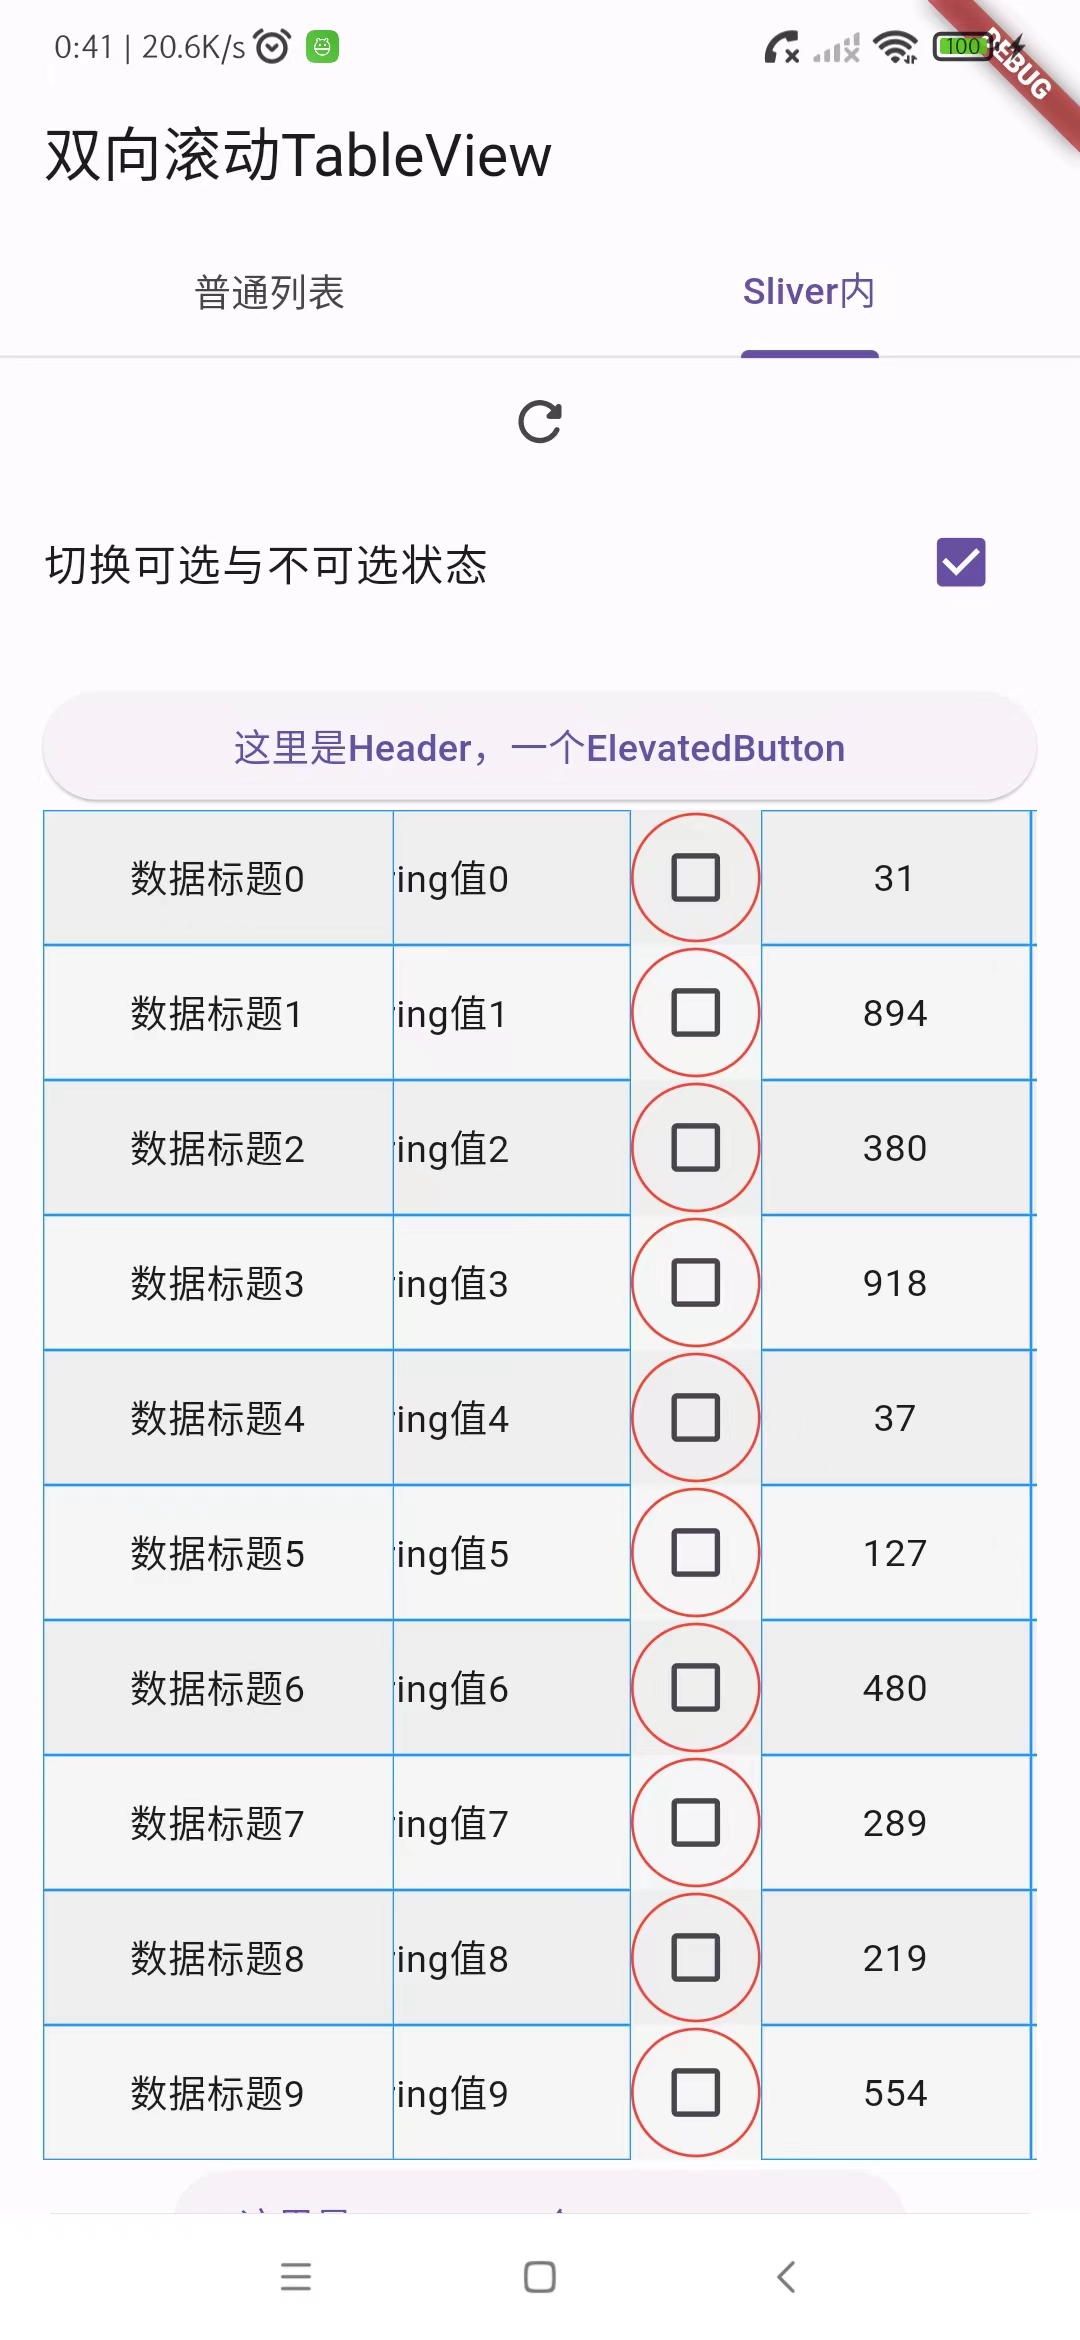 0:41 | 20.6K/s
100
DEBUG
双向滚动TableView
普通列表
Sliver内
切换可选与不可选状态
这里是Header，一个ElevatedButton
数据标题0 ing值0 31
数据标题1 ing值1 894
数据标题2 ing值2 380
数据标题3 ing值3 918
数据标题4 ing值4 37
数据标题5 ing值5 127
数据标题6 ing值6 480
数据标题7 ing值7 289
数据标题8 ing值8 219
数据标题9 ing值9 554